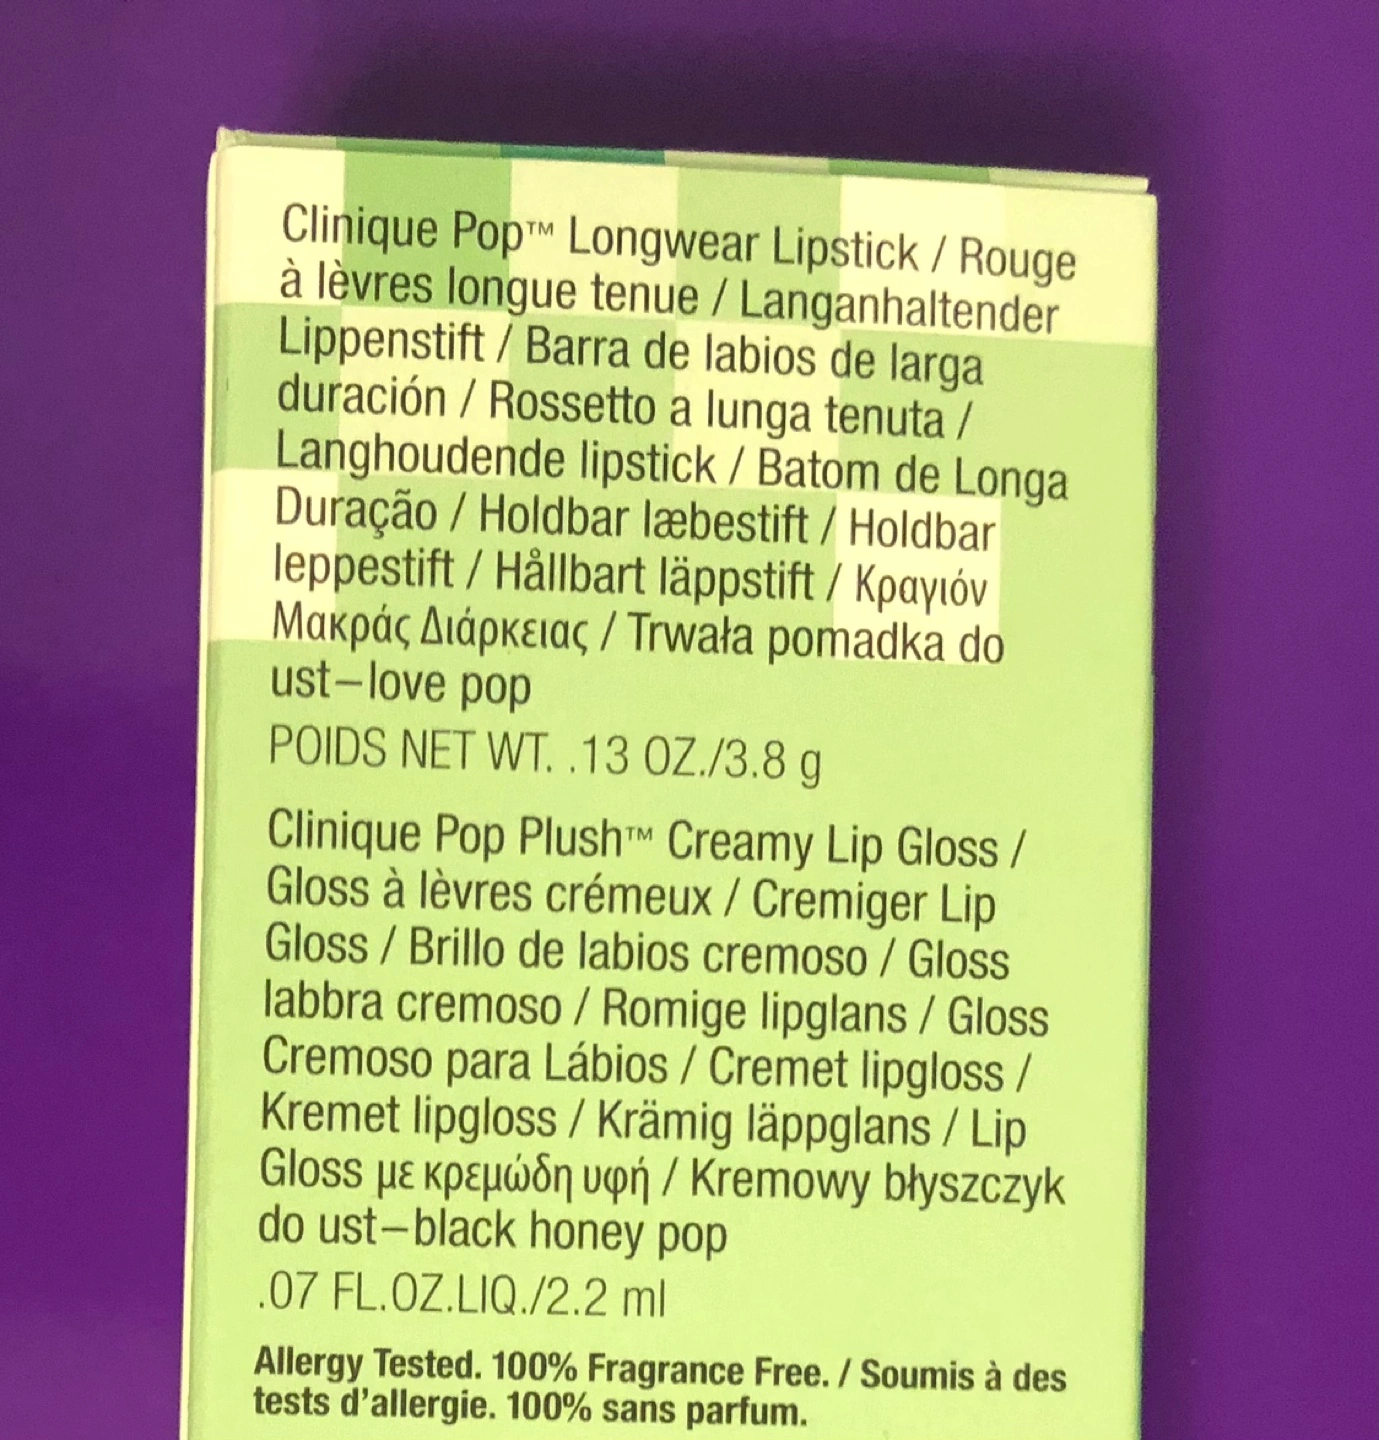 Clinique Pop™ Longwear Lipstick / Rouge
à lèvres longue tenue / Langanhaltender
Lippenstift / Barra de labios de larga
duración / Rossetto a lunga tenuta /
Langhoudende lipstick / Batom de Longa
Duração / Holdbar læbestift / Holdbar
leppestift / Hållbart läppstift / Κραγιόν
Μακράς Διάρκειας / Trwała pomadka do
ust–love pop
POIDS NET WT. .13 OZ./3.8 g
Clinique Pop Plush™ Creamy Lip Gloss /
Gloss à lèvres crémeux / Cremiger Lip
Gloss / Brillo de labios cremoso / Gloss
labbra cremoso / Romige lipglans / Gloss
Cremoso para Lábios / Cremet lipgloss /
Kremet lipgloss / Krämig läppglans / Lip
Gloss με κρεμώδη υφή / Kremowy błyszczyk
do ust–black honey pop
.07 FL.OZ.LIQ./2.2 ml
Allergy Tested. 100% Fragrance Free. / Soumis à des
tests d'allergie. 100% sans parfum.